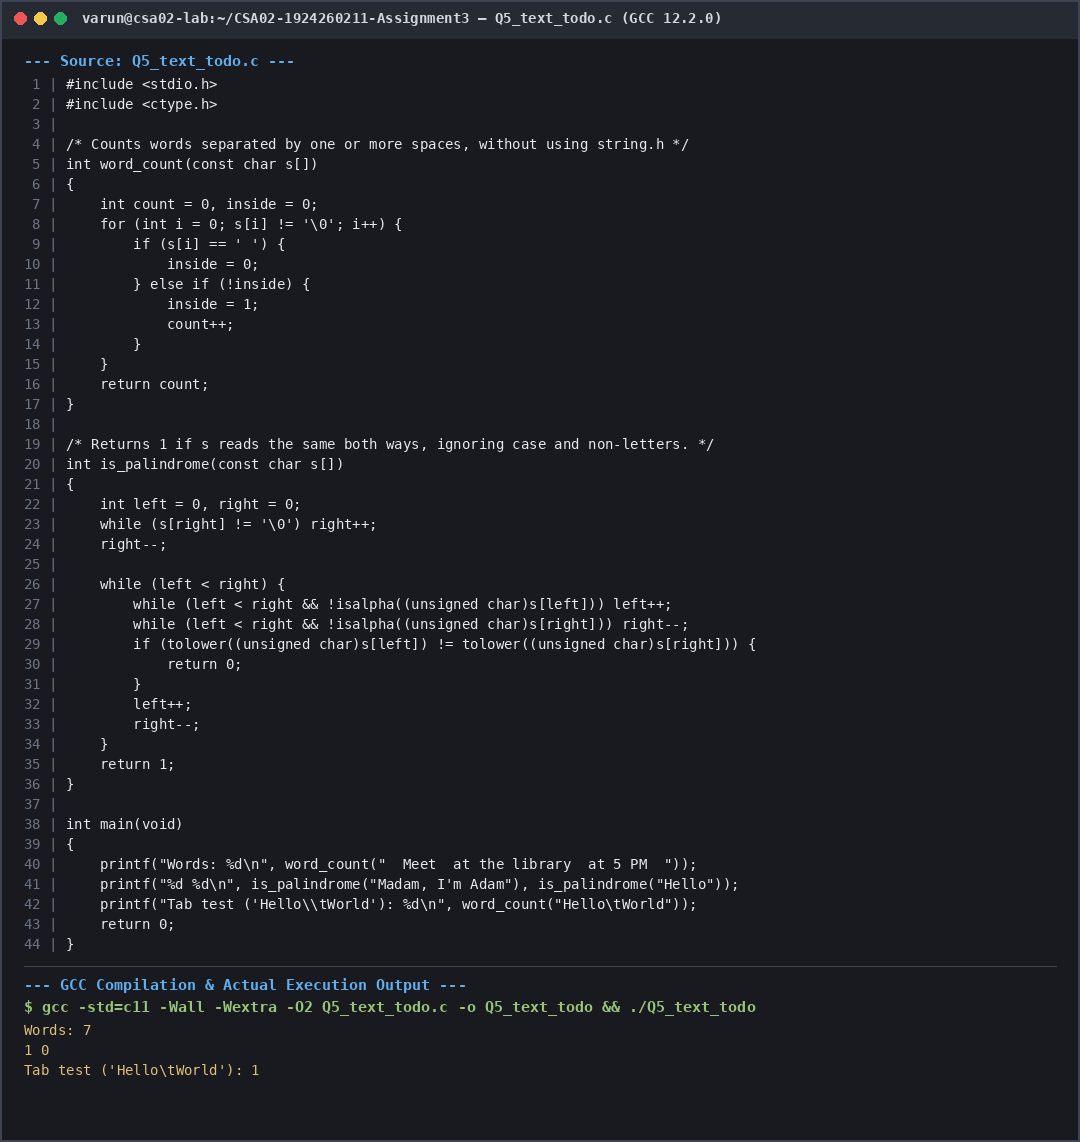 varun@csa02-lab:~/CSA02-1924260211-Assignment3 — Q5_text_todo.c (GCC 12.2.0)
--- Source: Q5_text_todo.c ---
 1 | #include <stdio.h>
 2 | #include <ctype.h>
 3 |
 4 | /* Counts words separated by one or more spaces, without using string.h */
 5 | int word_count(const char s[])
 6 | {
 7 |     int count = 0, inside = 0;
 8 |     for (int i = 0; s[i] != '\0'; i++) {
 9 |         if (s[i] == ' ') {
10 |             inside = 0;
11 |         } else if (!inside) {
12 |             inside = 1;
13 |             count++;
14 |         }
15 |     }
16 |     return count;
17 | }
18 |
19 | /* Returns 1 if s reads the same both ways, ignoring case and non-letters. */
20 | int is_palindrome(const char s[])
21 | {
22 |     int left = 0, right = 0;
23 |     while (s[right] != '\0') right++;
24 |     right--;
25 |
26 |     while (left < right) {
27 |         while (left < right && !isalpha((unsigned char)s[left])) left++;
28 |         while (left < right && !isalpha((unsigned char)s[right])) right--;
29 |         if (tolower((unsigned char)s[left]) != tolower((unsigned char)s[right])) {
30 |             return 0;
31 |         }
32 |         left++;
33 |         right--;
34 |     }
35 |     return 1;
36 | }
37 |
38 | int main(void)
39 | {
40 |     printf("Words: %d\n", word_count("  Meet  at the library  at 5 PM  "));
41 |     printf("%d %d\n", is_palindrome("Madam, I'm Adam"), is_palindrome("Hello"));
42 |     printf("Tab test ('Hello\\tWorld'): %d\n", word_count("Hello\tWorld"));
43 |     return 0;
44 | }
--- GCC Compilation & Actual Execution Output ---
$ gcc -std=c11 -Wall -Wextra -O2 Q5_text_todo.c -o Q5_text_todo && ./Q5_text_todo
Words: 7
1 0
Tab test ('Hello\tWorld'): 1